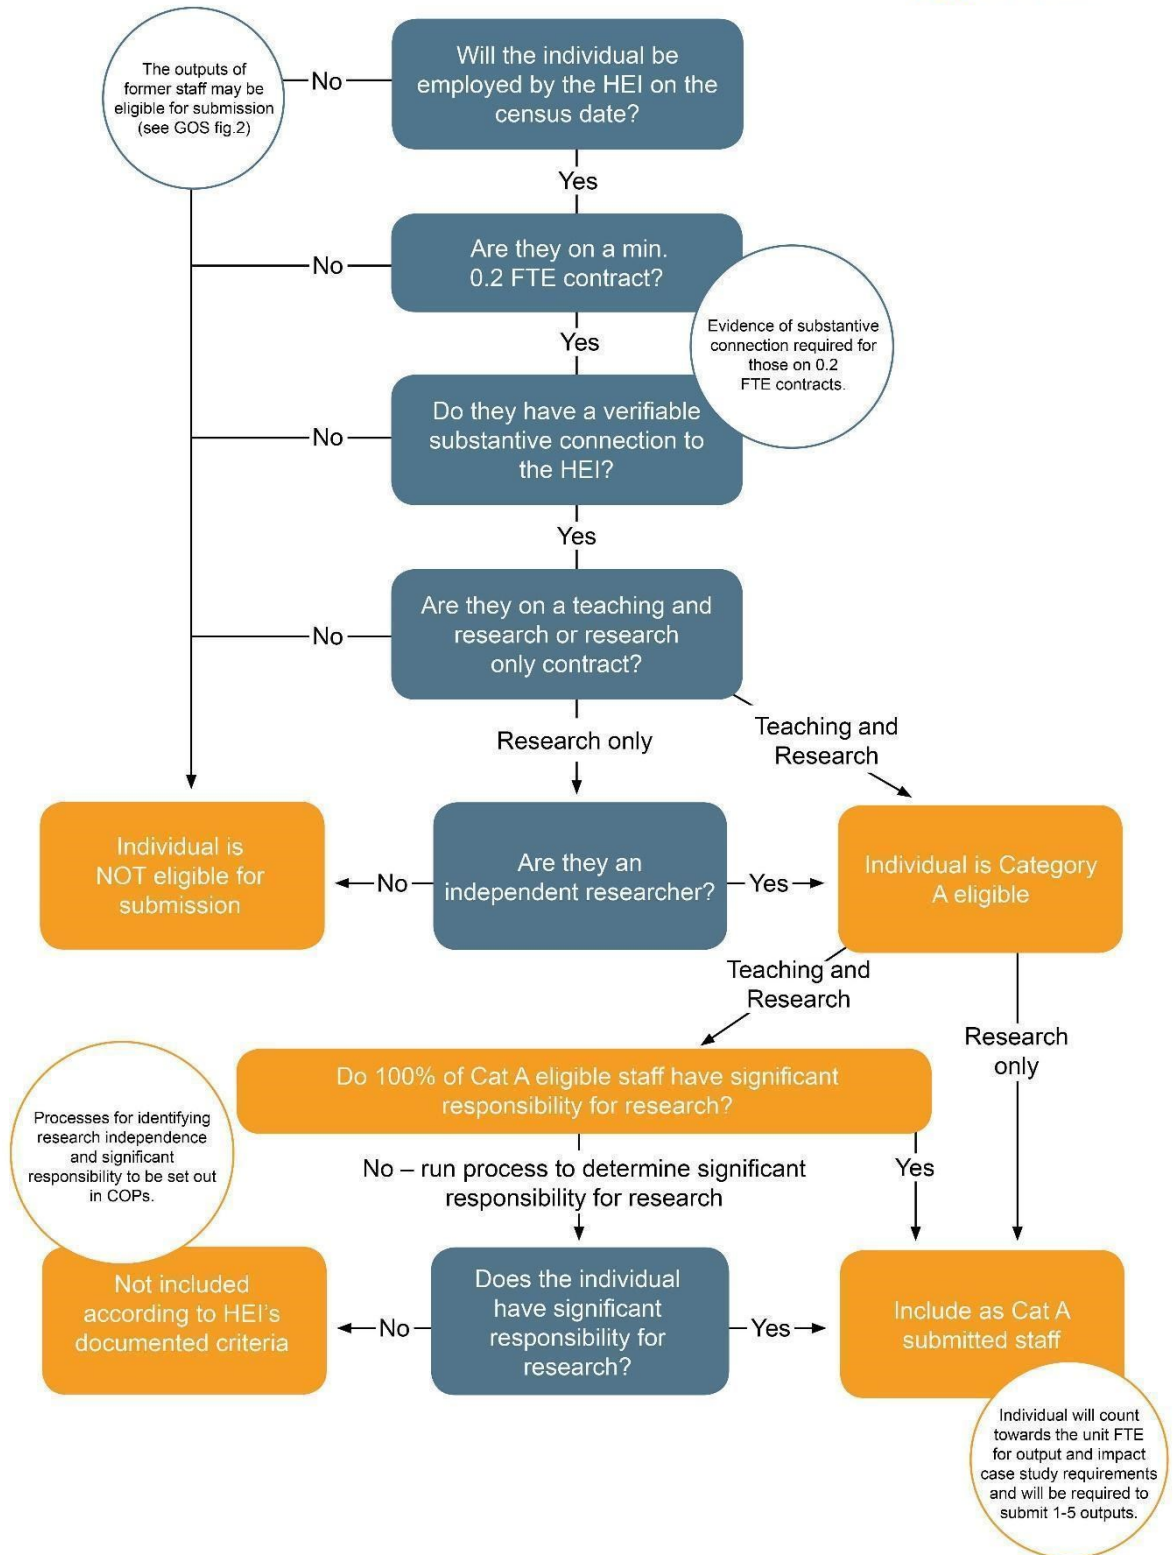 The outputs of
former staff may be
eligible for submission
(see GOS fig.2)
No
Will the individual be
employed by the HEI on the
census date?
Yes
No
Are they on a min.
0.2 FTE contract?
Yes
Evidence of substantive
connection required for
those on 0.2
FTE contracts.
No
Do they have a verifiable
substantive connection to
the HEI?
Yes
No
Are they on a teaching and
research or research
only contract?
Research only
Teaching and
Research
Individual is
NOT eligible for
submission
No
Are they an
independent researcher?
Yes
Individual is Category
A eligible
Teaching and
Research
Research
only
Do 100% of Cat A eligible staff have significant
responsibility for research?
Processes for identifying
research independence
and significant
responsibility to be set out
in COPs.
No – run process to determine significant
responsibility for research
Yes
Not included
according to HEI's
documented criteria
No
Does the individual
have significant
responsibility for
research?
Yes
Include as Cat A
submitted staff
Individual will count
towards the unit FTE
for output and impact
case study requirements
and will be required to
submit 1-5 outputs.